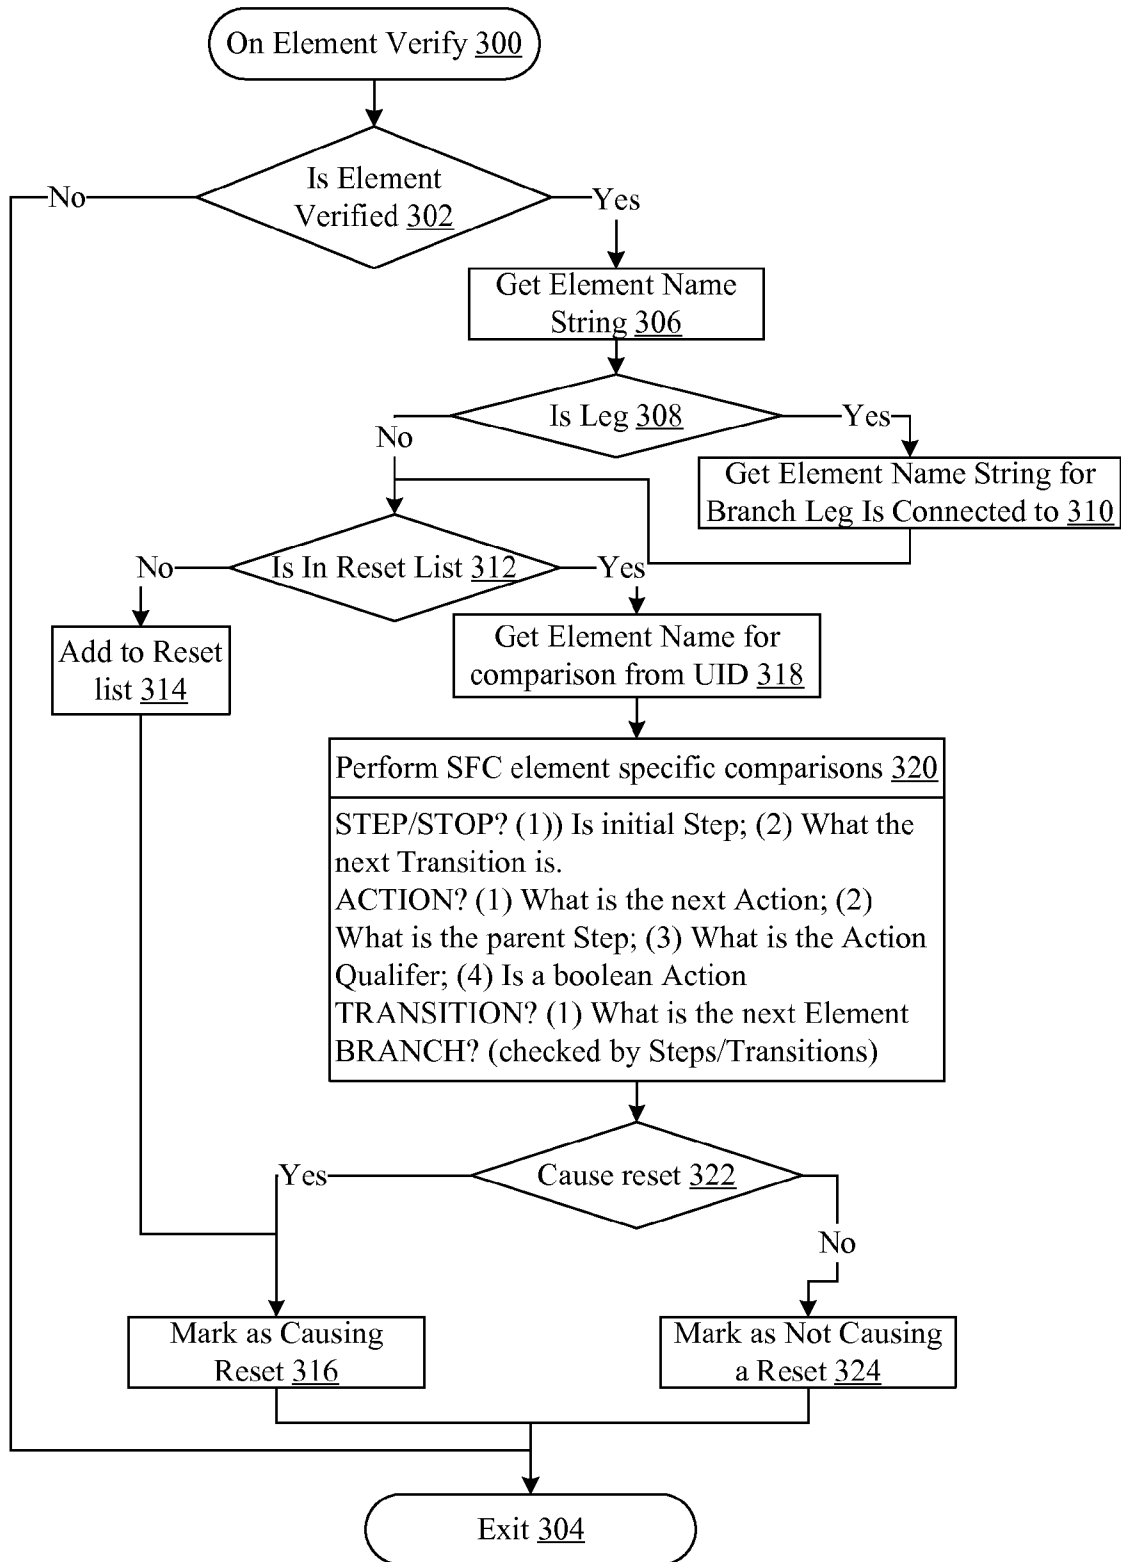 On Element Verify 300
Is Element
Verified 302
No
Yes
Get Element Name
String 306
Is Leg 308
Yes
No
Get Element Name String for
Branch Leg Is Connected to 310
Is In Reset List 312
No
Yes
Add to Reset
list 314
Get Element Name for
comparison from UID 318
Perform SFC element specific comparisons 320
STEP/STOP? (1)) Is initial Step; (2) What the
next Transition is.
ACTION? (1) What is the next Action; (2)
What is the parent Step; (3) What is the Action
Qualifer; (4) Is a boolean Action
TRANSITION? (1) What is the next Element
BRANCH? (checked by Steps/Transitions)
Cause reset 322
Yes
No
Mark as Causing
Reset 316
Mark as Not Causing
a Reset 324
Exit 304